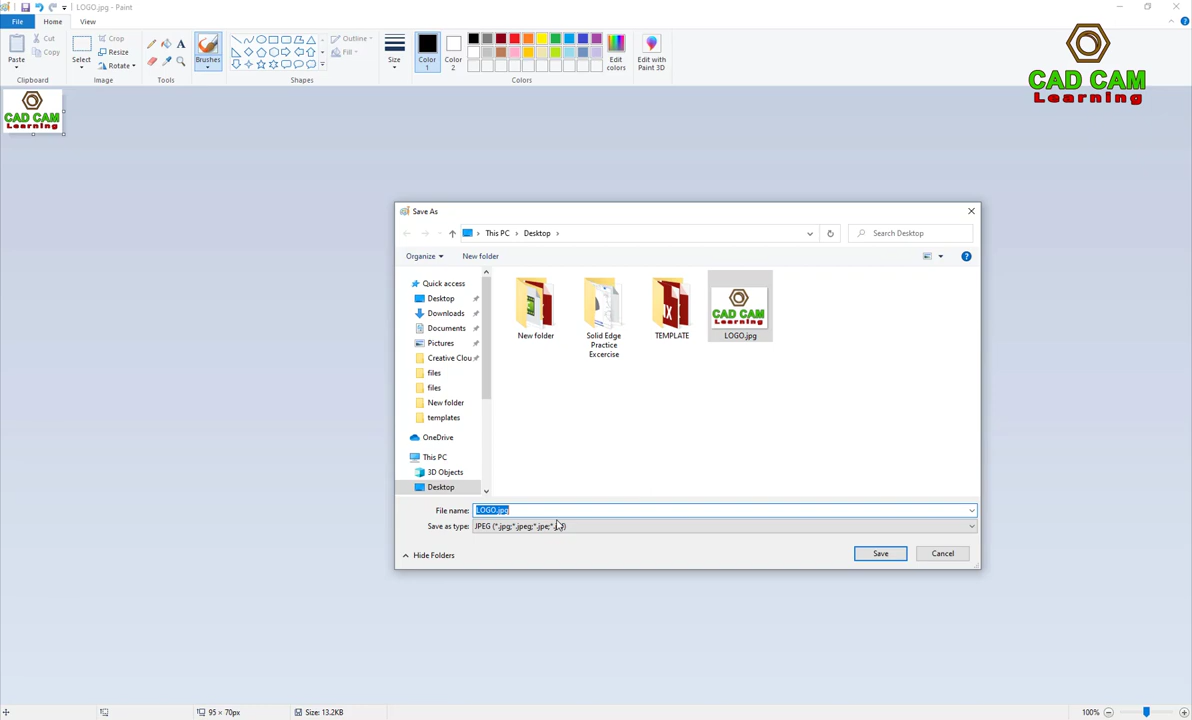 LOGO.jpg - Paint
File
Home
View
Paste
Cut
Copy
Clipboard
Select
Crop
Resize
Rotate
Image
A
Tools
Brushes
Outline
Fill
Shapes
Size
Color
1
Color
2
Edit
colors
Edit with
Paint 3D
Colors
CAD CAM
Learning
CAD CAM
Learning
Save As
This PC > Desktop >
Search Desktop
Organize
New folder
Quick access
Desktop
Downloads
Documents
Pictures
Creative Clou
files
files
New folder
templates
OneDrive
This PC
3D Objects
Desktop
New folder
Solid Edge
Practice
Excercise
TEMPLATE
CAD CAM
Learning
LOGO.jpg
File name: LOGO.jpg
Save as type: JPEG (*.jpg;*.jpeg;*.jpe;
Hide Folders
Save
Cancel
95 × 70px
Size: 13.2KB
100%